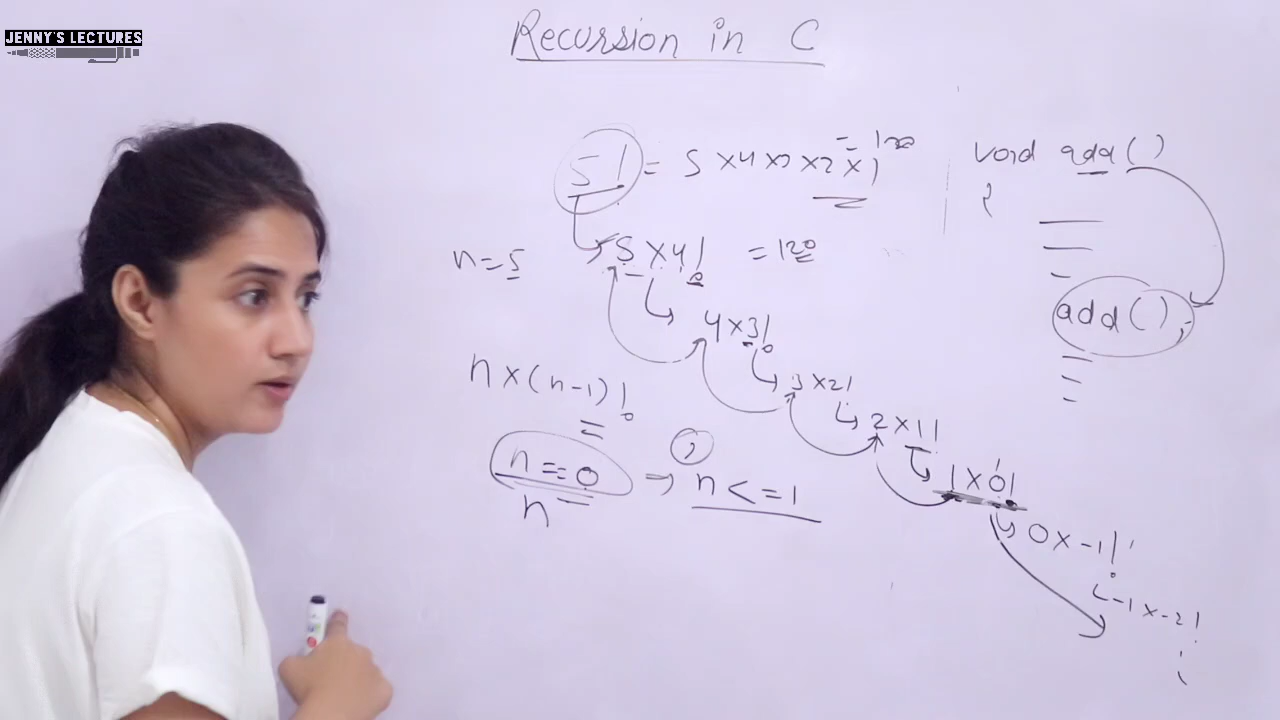 JENNY'S LECTURES
Recursion in C
5! = 5 x 4 x 3 x 2 x 1 = 120
n = 5
5 x 4! = 120
4 x 3!
3 x 2!
2 x 1!
1 x 0!
0 x -1!
-1 x -2!
n x (n-1)!
n == 0 → n <= 1
n
void add()
{
add();